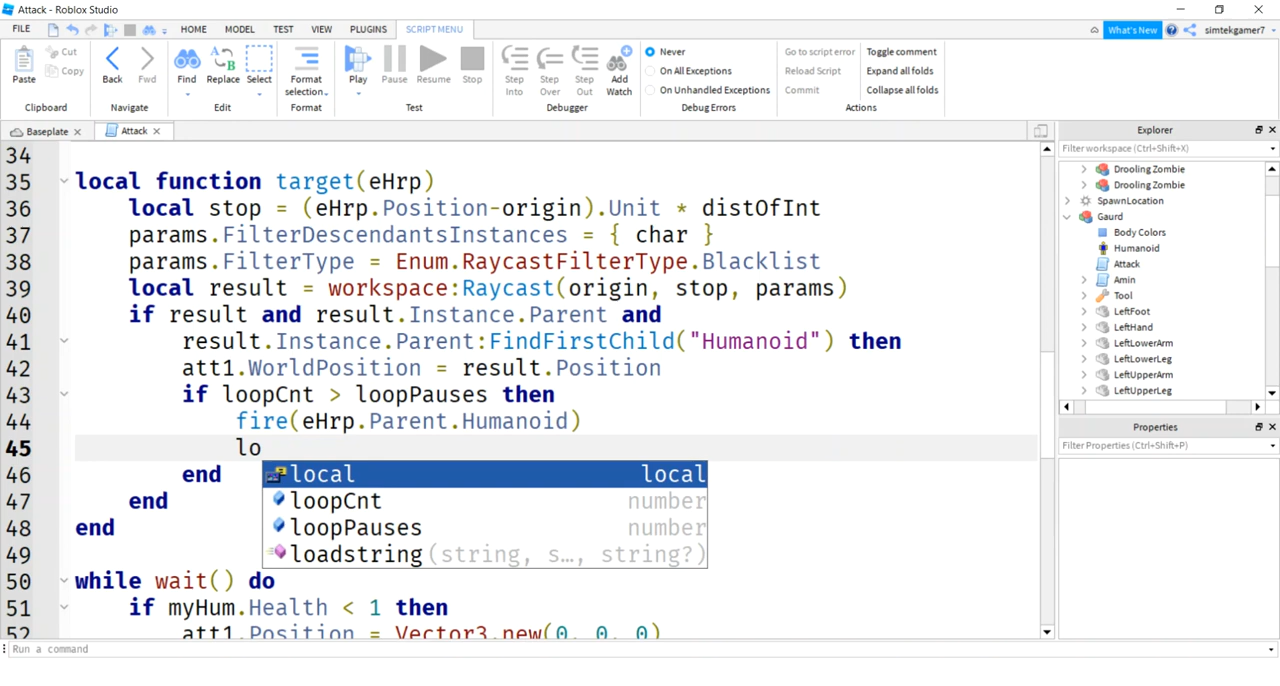 Attack - Roblox Studio
FILE HOME MODEL TEST VIEW PLUGINS SCRIPT MENU What's New simtekgamer7
Paste Cut Copy
Clipboard
Back Fwd
Navigate
Find Replace Select
Edit
Format selection
Format
Play Pause Resume Stop
Test
Step Into Step Over Step Out Add Watch
Debugger
Never
On All Exceptions
On Unhandled Exceptions
Debug Errors
Go to script error Toggle comment
Reload Script Expand all folds
Commit Collapse all folds
Actions
Baseplate Attack
34
35 local function target(eHrp)
36 local stop = (eHrp.Position-origin).Unit * distOfInt
37 params.FilterDescendantsInstances = { char }
38 params.FilterType = Enum.RaycastFilterType.Blacklist
39 local result = workspace:Raycast(origin, stop, params)
40 if result and result.Instance.Parent and
41 result.Instance.Parent:FindFirstChild("Humanoid") then
42 att1.WorldPosition = result.Position
43 if loopCnt > loopPauses then
44 fire(eHrp.Parent.Humanoid)
45 lo
46 end
47 end
48 end
49
50 while wait() do
51 if myHum.Health < 1 then
52 att1.Position = Vector3.new(0, 0, 0)
local local
loopCnt number
loopPauses number
loadstring(string, s…, string?)
Explorer
Filter workspace (Ctrl+Shift+X)
Drooling Zombie
Drooling Zombie
SpawnLocation
Gaurd
Body Colors
Humanoid
Attack
Amin
Tool
LeftFoot
LeftHand
LeftLowerArm
LeftLowerLeg
LeftUpperArm
LeftUpperLeg
Properties
Filter Properties (Ctrl+Shift+P)
Run a command